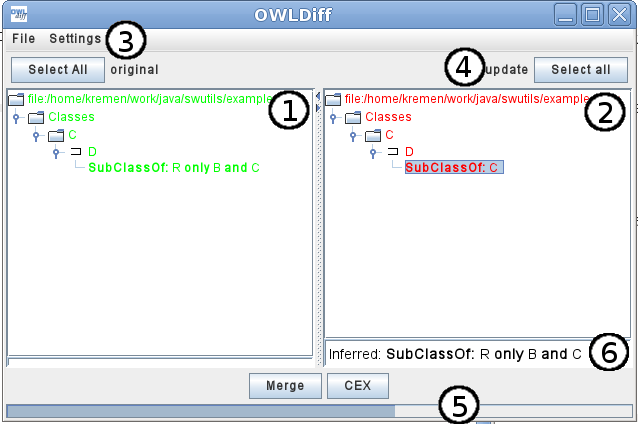 OWL Diff OWLDiff
File Settings 3
Select All original 4 update Select all
file:/home/kremen/work/java/swutils/example 1
Classes
C
D
SubClassOf: R only B and C
file:/home/kremen/work/java/swutils/example 2
Classes
C
D
SubClassOf: C
Inferred: SubClassOf: R only B and C 6
Merge CEX
5